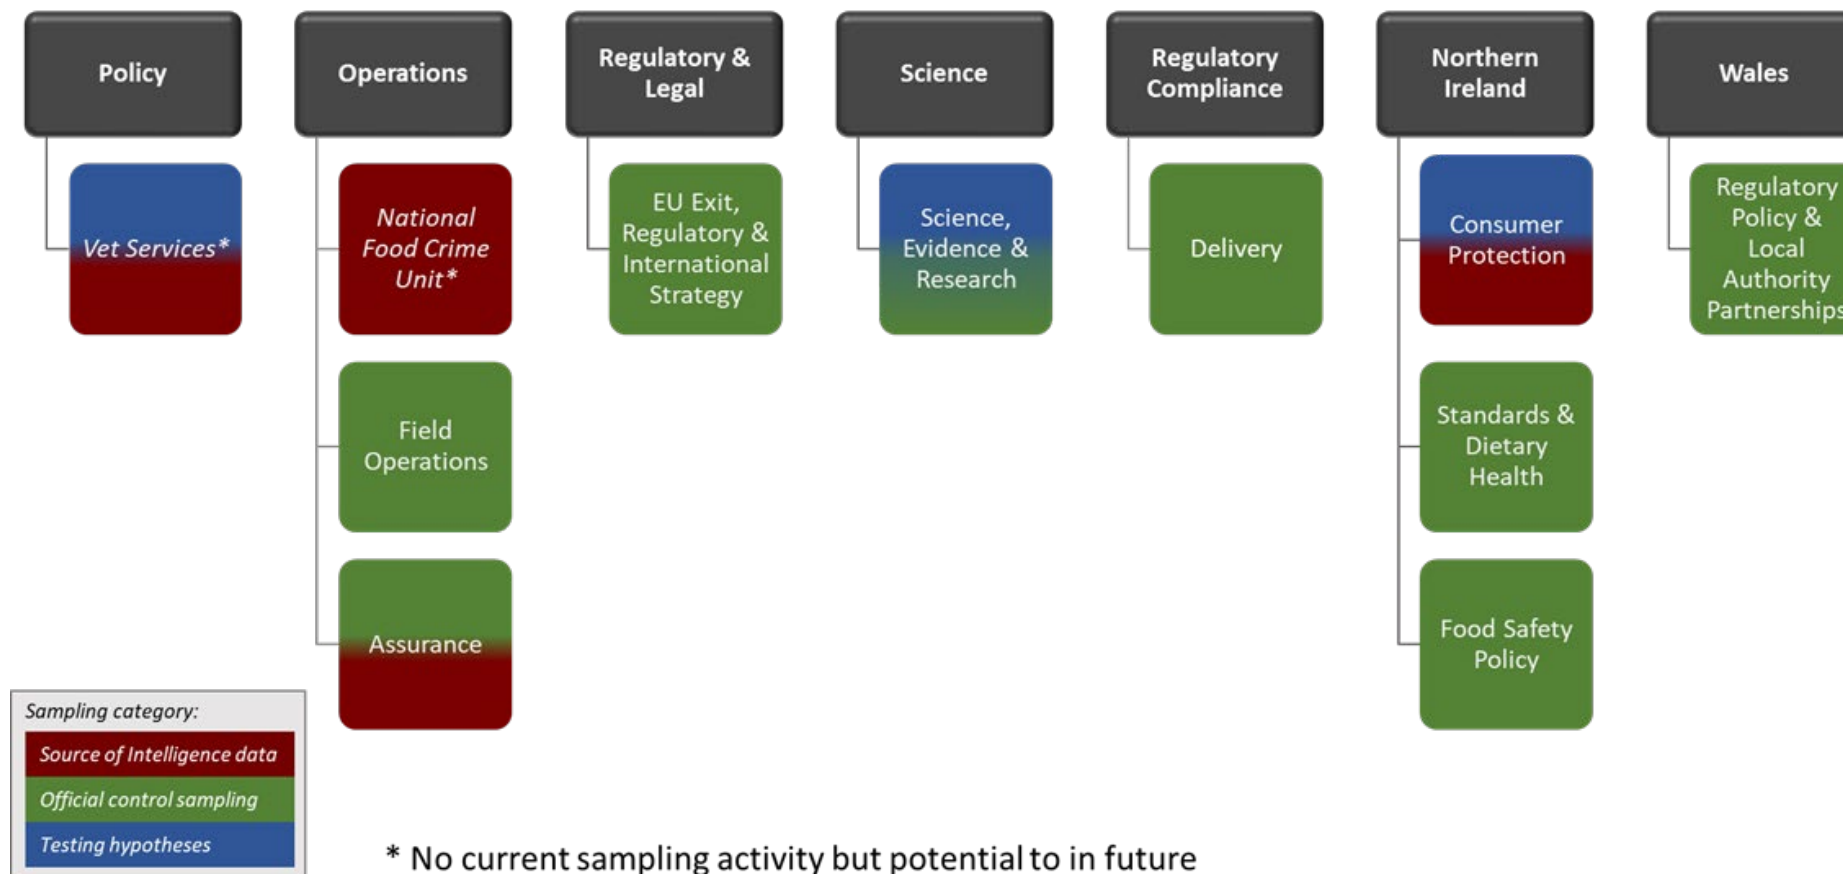 Policy
Operations
Regulatory &
Legal
Science
Regulatory
Compliance
Northern
Ireland
Wales
Vet Services*
National
Food Crime
Unit*
EU Exit,
Regulatory &
International
Strategy
Science,
Evidence &
Research
Delivery
Consumer
Protection
Regulatory
Policy &
Local
Authority
Partnerships
Field
Operations
Standards &
Dietary
Health
Assurance
Food Safety
Policy
Sampling category:
Source of Intelligence data
Official control sampling
Testing hypotheses
* No current sampling activity but potential to in future